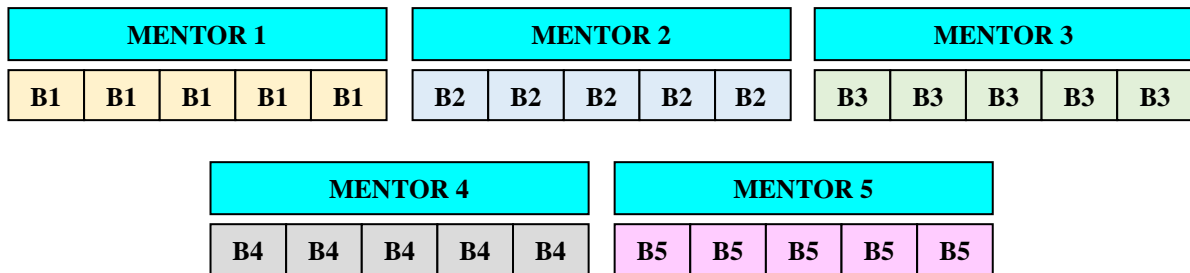 MENTOR 1 MENTOR 2 MENTOR 3
B1 B1 B1 B1 B1 B2 B2 B2 B2 B2 B3 B3 B3 B3 B3
MENTOR 4 MENTOR 5
B4 B4 B4 B4 B4 B5 B5 B5 B5 B5